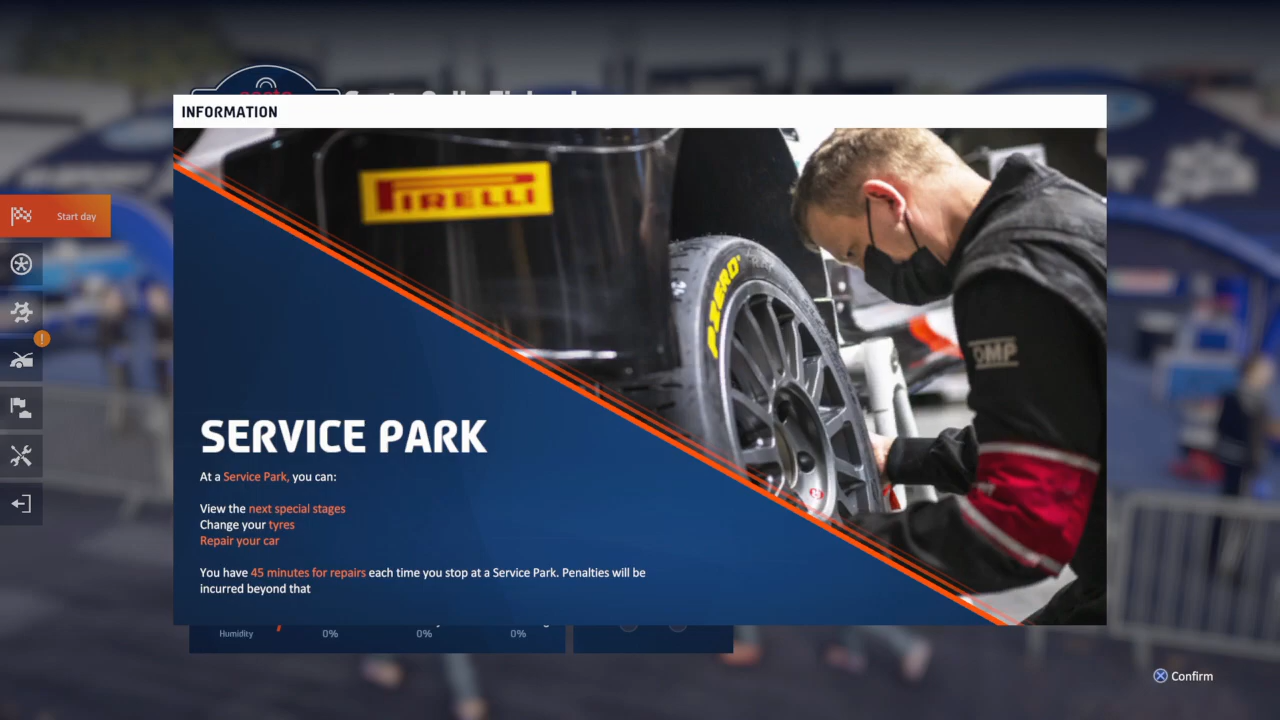 INFORMATION
PIRELLI
Start day
P ZERO
OMP
SERVICE PARK
At a Service Park, you can:
View the next special stages
Change your tyres
Repair your car
You have 45 minutes for repairs each time you stop at a Service Park. Penalties will be
incurred beyond that
Humidity 0% 0% 0%
Confirm